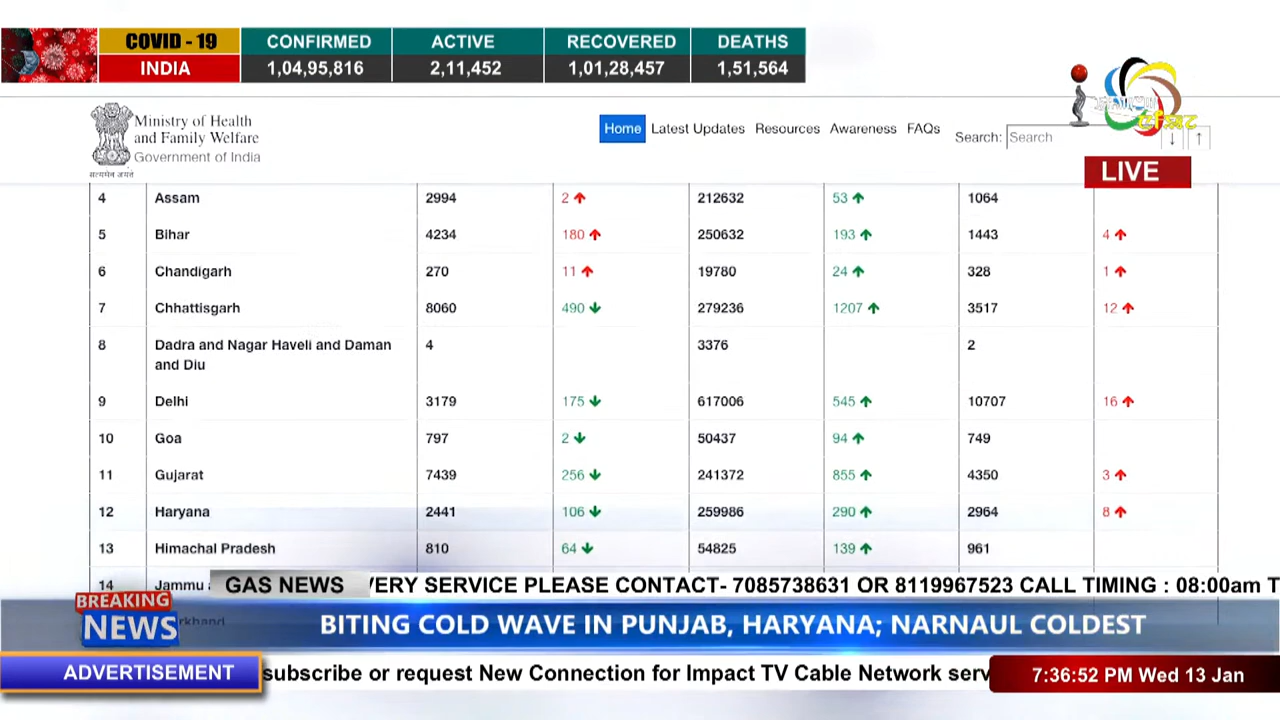 COVID - 19 CONFIRMED ACTIVE RECOVERED DEATHS
INDIA 1,04,95,816 2,11,452 1,01,28,457 1,51,564
Ministry of Health
and Family Welfare
Government of India
सत्यमेव जयते
Home Latest Updates Resources Awareness FAQs Search: Search ↓ ↑
LIVE
4 Assam 2994 2 ↑ 212632 53 ↑ 1064
5 Bihar 4234 180 ↑ 250632 193 ↑ 1443 4 ↑
6 Chandigarh 270 11 ↑ 19780 24 ↑ 328 1 ↑
7 Chhattisgarh 8060 490 ↓ 279236 1207 ↑ 3517 12 ↑
8 Dadra and Nagar Haveli and Daman 4 3376 2
and Diu
9 Delhi 3179 175 ↓ 617006 545 ↑ 10707 16 ↑
10 Goa 797 2 ↓ 50437 94 ↑ 749
11 Gujarat 7439 256 ↓ 241372 855 ↑ 4350 3 ↑
12 Haryana 2441 106 ↓ 259986 290 ↑ 2964 8 ↑
13 Himachal Pradesh 810 64 ↓ 54825 139 ↑ 961
14 Jammu
GAS NEWS VERY SERVICE PLEASE CONTACT- 7085738631 OR 8119967523 CALL TIMING : 08:00am T
BREAKING
NEWS
BITING COLD WAVE IN PUNJAB, HARYANA; NARNAUL COLDEST
ADVERTISEMENT subscribe or request New Connection for Impact TV Cable Network serv
7:36:52 PM Wed 13 Jan